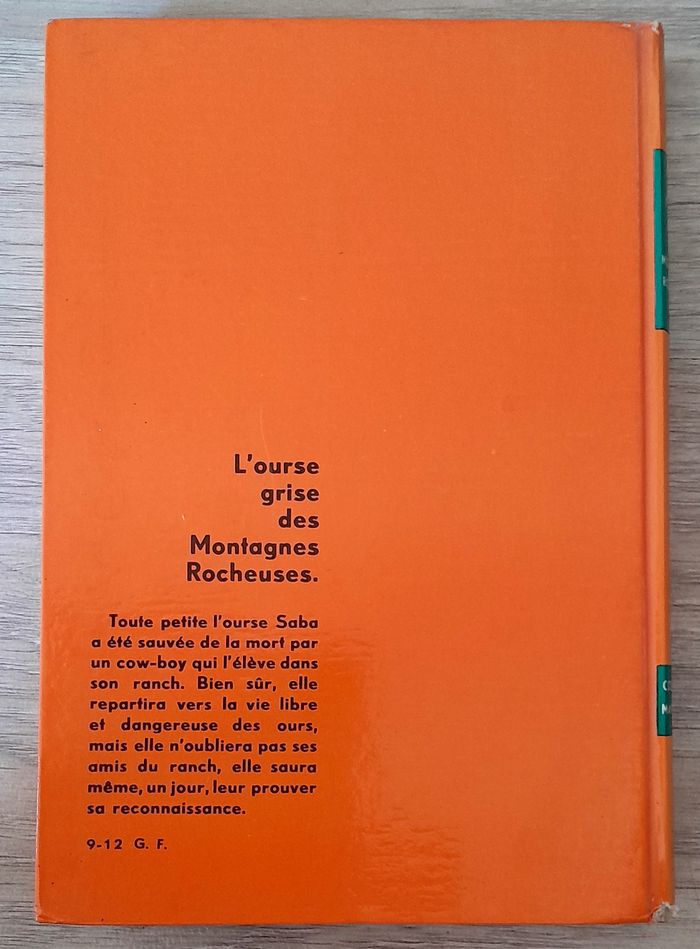 L'ourse
grise
des
Montagnes
Rocheuses.
Toute petite l'ourse Saba
a été sauvée de la mort par
un cow-boy qui l'élève dans
son ranch. Bien sûr, elle
repartira vers la vie libre
et dangereuse des ours,
mais elle n'oubliera pas ses
amis du ranch, elle saura
même, un jour, leur prouver
sa reconnaissance.
9-12 G. F.